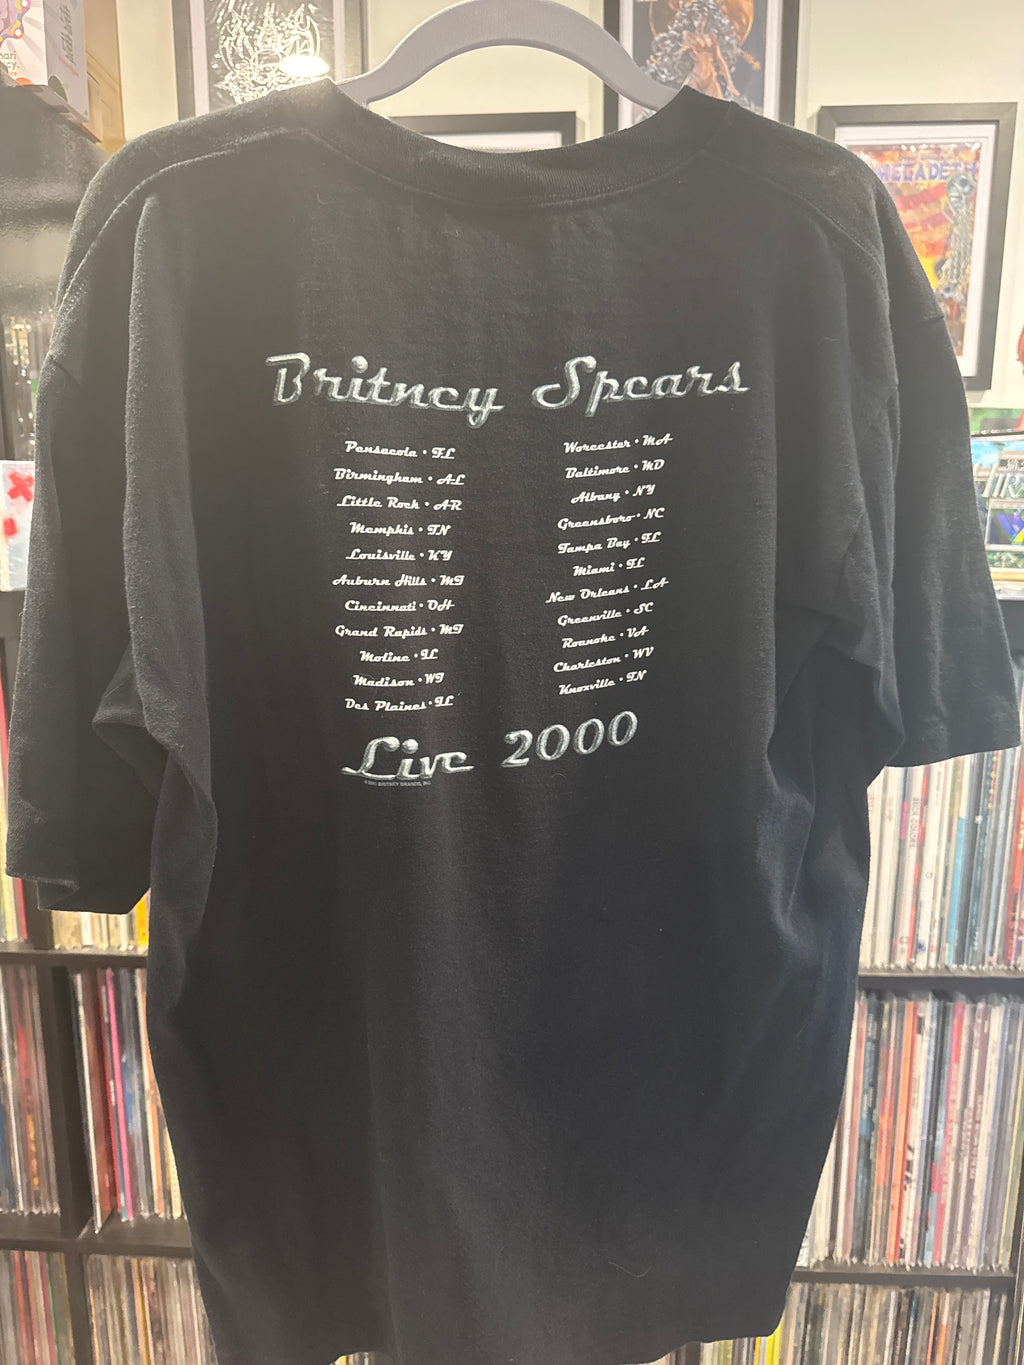 MEGADETH
Britney Spears
Pensacola • FL
Birmingham • AL
Little Rock • AR
Memphis • TN
Louisville • KY
Auburn Hills • MI
Cincinnati • OH
Grand Rapids • MI
Moline • IL
Madison • WI
Des Plaines • IL
Worcester • MA
Baltimore • MD
Albany • NY
Greensboro • NC
Tampa Bay • FL
Miami • FL
New Orleans • LA
Greenville • SC
Roanoke • VA
Charleston • WV
Knoxville • TN
Live 2000